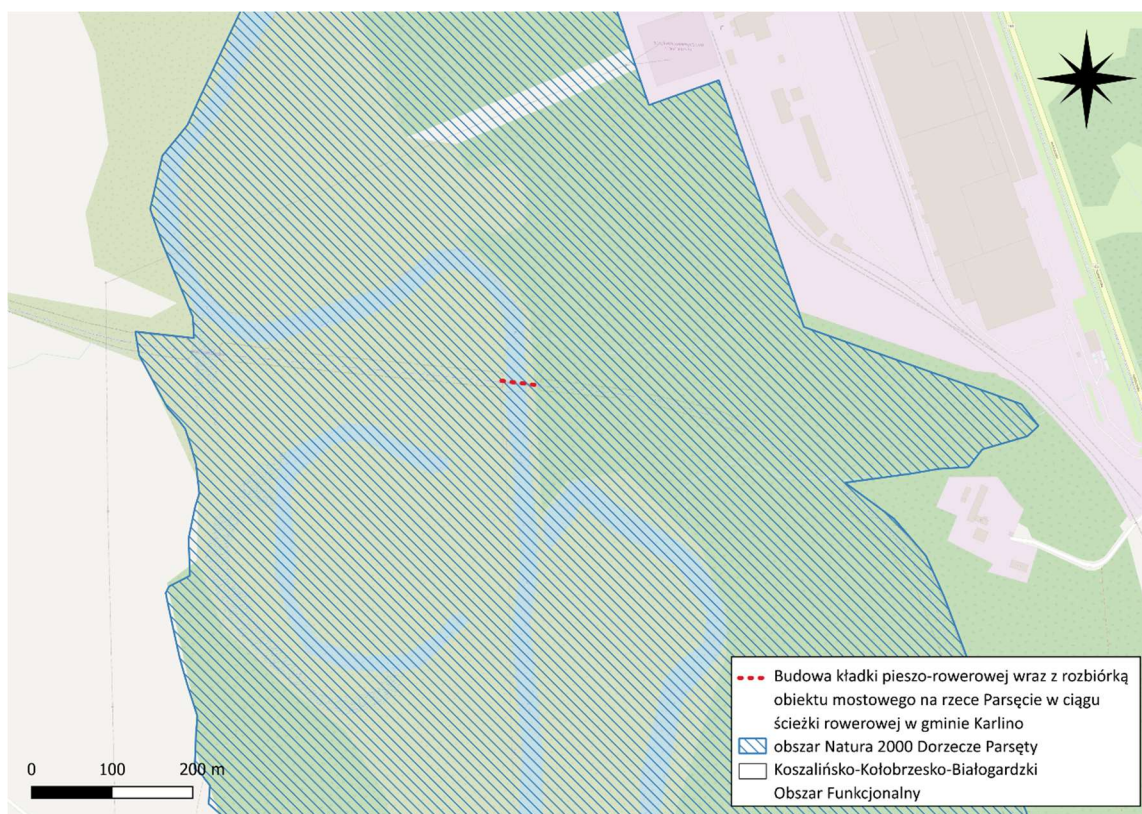 Budowa kładki pieszo-rowerowej wraz z rozbiórką
obiektu mostowego na rzece Parsęcie w ciągu
ścieżki rowerowej w gminie Karlino
obszar Natura 2000 Dorzecze Parsęty
Koszalińsko-Kołobrzesko-Białogardzki
Obszar Funkcjonalny
0 100 200 m